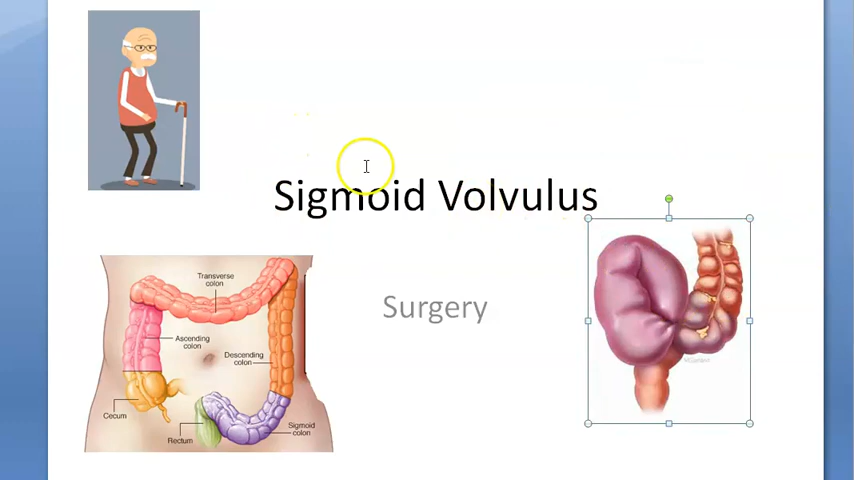 Sigmoid Volvulus
Surgery
Transverse
colon
Ascending
colon
Descending
colon
Cecum
Sigmoid
colon
Rectum